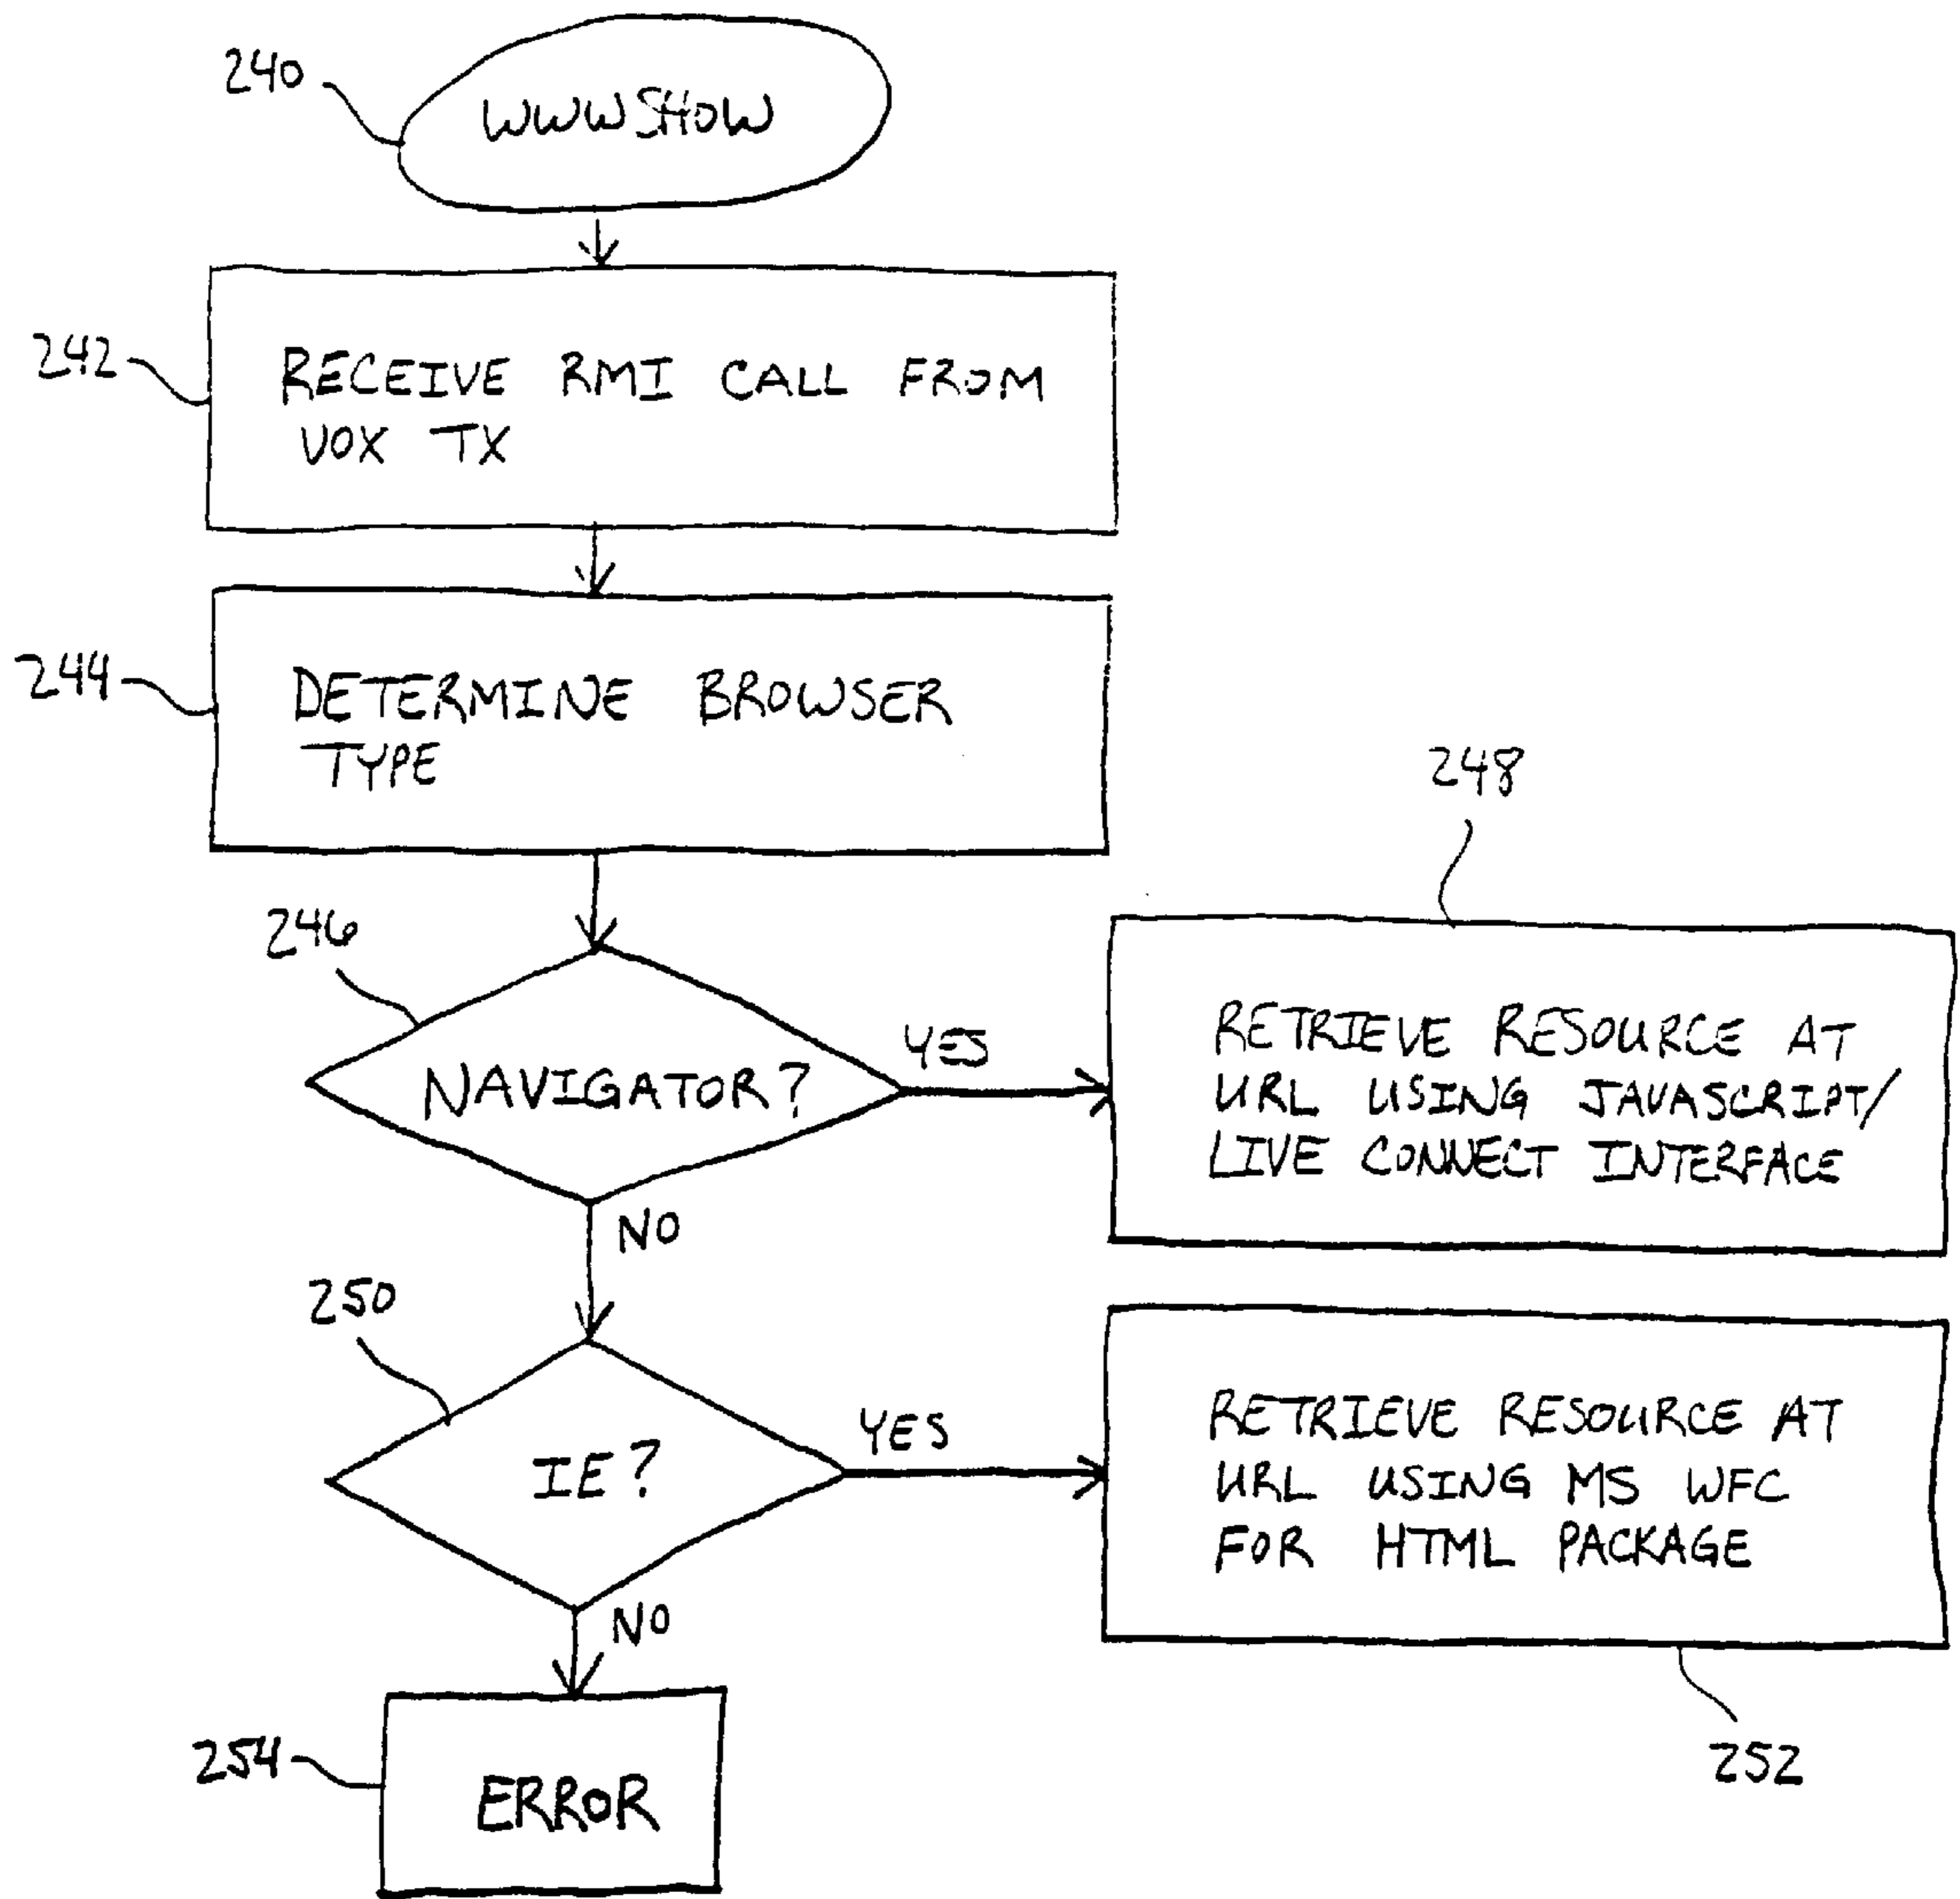 240
WWWSHOW
242
RECEIVE RMI CALL FROM
VOX TX
244
DETERMINE BROWSER
TYPE
246
NAVIGATOR?
YES
NO
248
RETRIEVE RESOURCE AT
URL USING JAVASCRIPT/
LIVE CONNECT INTERFACE
250
IE?
YES
NO
RETRIEVE RESOURCE AT
URL USING MS WFC
FOR HTML PACKAGE
252
254
ERROR